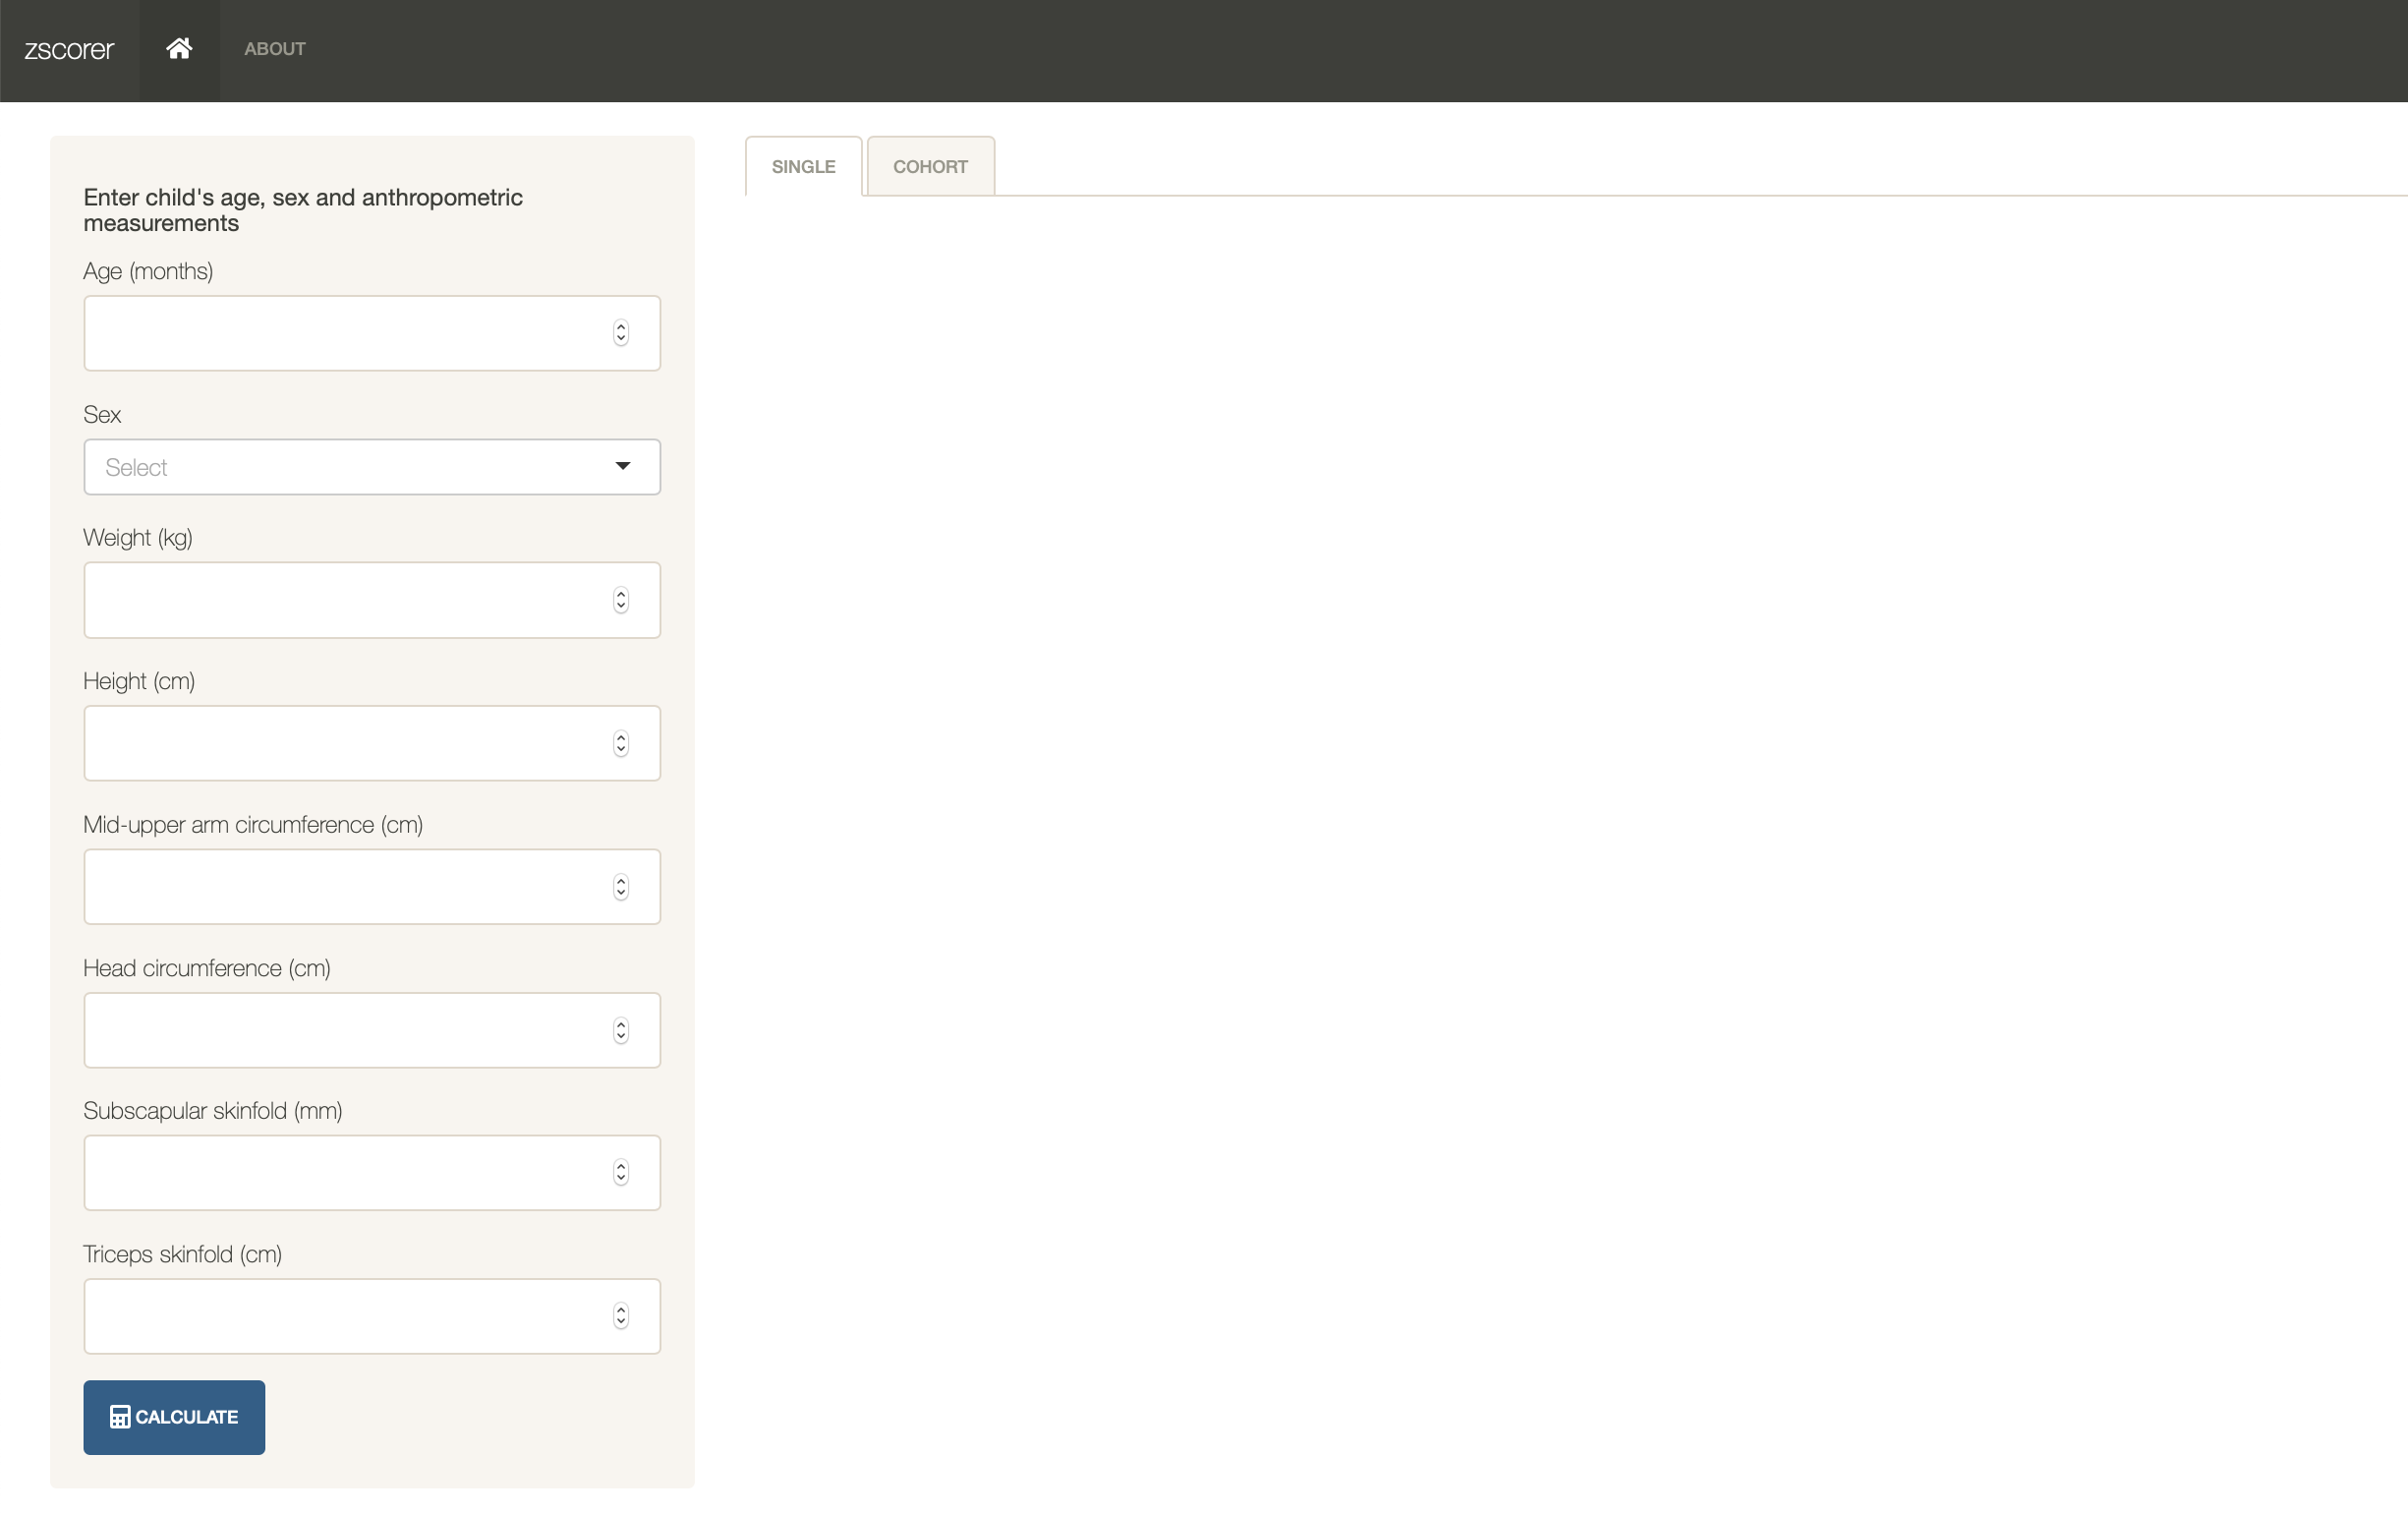 zscorer
ABOUT
Enter child's age, sex and anthropometric
measurements
Age (months)
Sex
Select
Weight (kg)
Height (cm)
Mid-upper arm circumference (cm)
Head circumference (cm)
Subscapular skinfold (mm)
Triceps skinfold (cm)
CALCULATE
SINGLE
COHORT